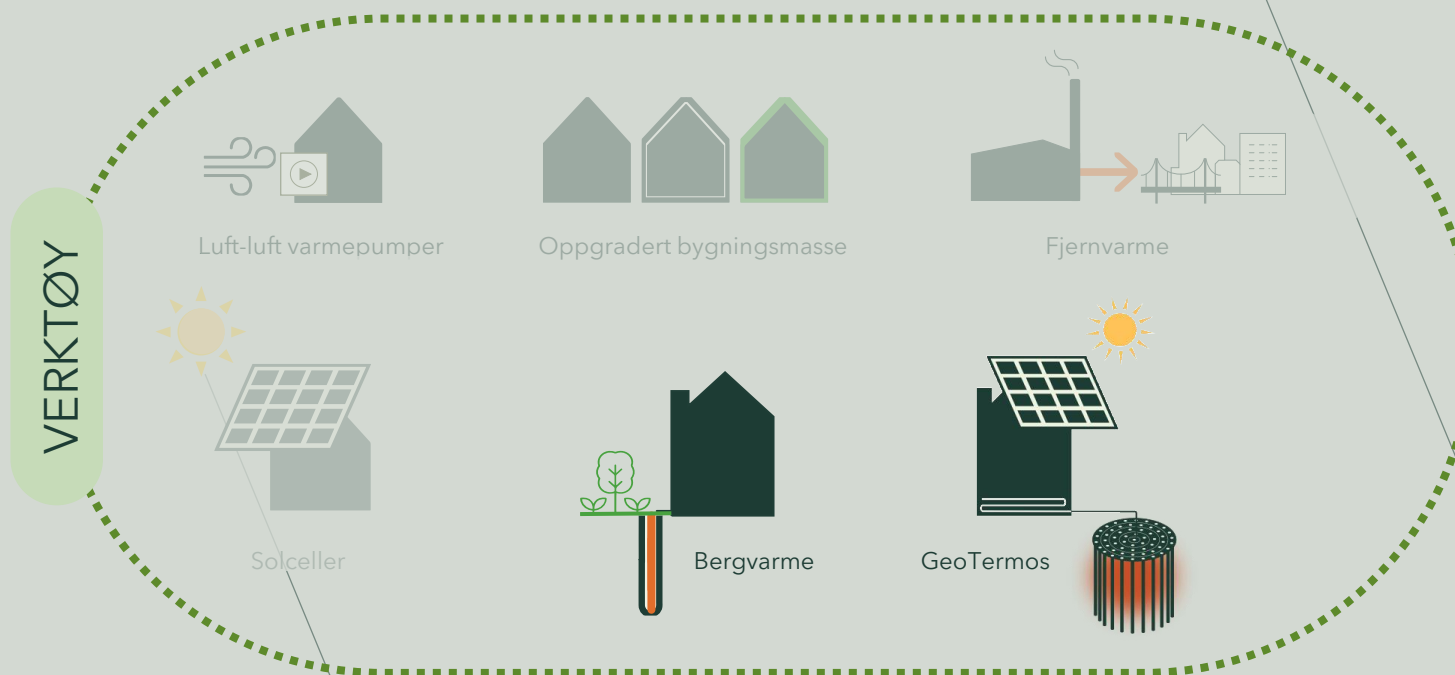 VERKTØY
Luft-luft varmepumper
Oppgradert bygningsmasse
Fjernvarme
Solceller
Bergvarme
GeoTermos